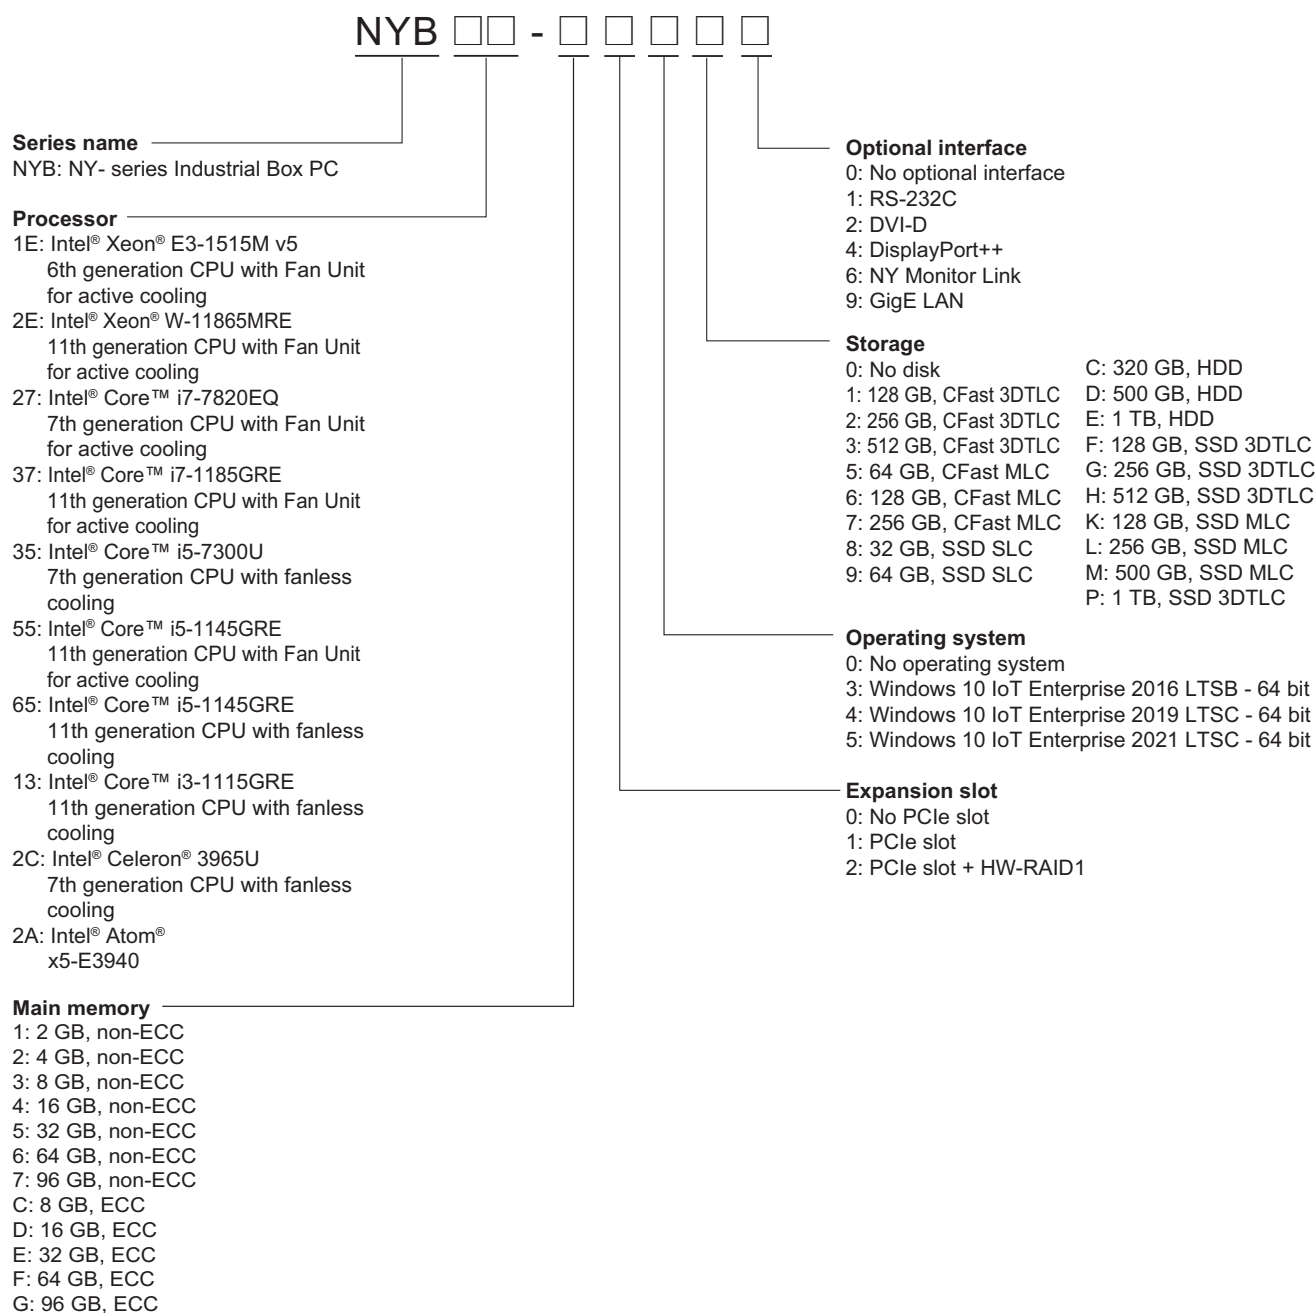 NYB □□ - □ □ □ □ □
Series name
NYB: NY- series Industrial Box PC
Processor
1E: Intel® Xeon® E3-1515M v5
6th generation CPU with Fan Unit
for active cooling
2E: Intel® Xeon® W-11865MRE
11th generation CPU with Fan Unit
for active cooling
27: Intel® Core™ i7-7820EQ
7th generation CPU with Fan Unit
for active cooling
37: Intel® Core™ i7-1185GRE
11th generation CPU with Fan Unit
for active cooling
35: Intel® Core™ i5-7300U
7th generation CPU with fanless
cooling
55: Intel® Core™ i5-1145GRE
11th generation CPU with Fan Unit
for active cooling
65: Intel® Core™ i5-1145GRE
11th generation CPU with fanless
cooling
13: Intel® Core™ i3-1115GRE
11th generation CPU with fanless
cooling
2C: Intel® Celeron® 3965U
7th generation CPU with fanless
cooling
2A: Intel® Atom®
x5-E3940
Main memory
1: 2 GB, non-ECC
2: 4 GB, non-ECC
3: 8 GB, non-ECC
4: 16 GB, non-ECC
5: 32 GB, non-ECC
6: 64 GB, non-ECC
7: 96 GB, non-ECC
C: 8 GB, ECC
D: 16 GB, ECC
E: 32 GB, ECC
F: 64 GB, ECC
G: 96 GB, ECC
Optional interface
0: No optional interface
1: RS-232C
2: DVI-D
4: DisplayPort++
6: NY Monitor Link
9: GigE LAN
Storage
0: No disk
1: 128 GB, CFast 3DTLC
2: 256 GB, CFast 3DTLC
3: 512 GB, CFast 3DTLC
5: 64 GB, CFast MLC
6: 128 GB, CFast MLC
7: 256 GB, CFast MLC
8: 32 GB, SSD SLC
9: 64 GB, SSD SLC
C: 320 GB, HDD
D: 500 GB, HDD
E: 1 TB, HDD
F: 128 GB, SSD 3DTLC
G: 256 GB, SSD 3DTLC
H: 512 GB, SSD 3DTLC
K: 128 GB, SSD MLC
L: 256 GB, SSD MLC
M: 500 GB, SSD MLC
P: 1 TB, SSD 3DTLC
Operating system
0: No operating system
3: Windows 10 IoT Enterprise 2016 LTSB - 64 bit
4: Windows 10 IoT Enterprise 2019 LTSC - 64 bit
5: Windows 10 IoT Enterprise 2021 LTSC - 64 bit
Expansion slot
0: No PCIe slot
1: PCIe slot
2: PCIe slot + HW-RAID1